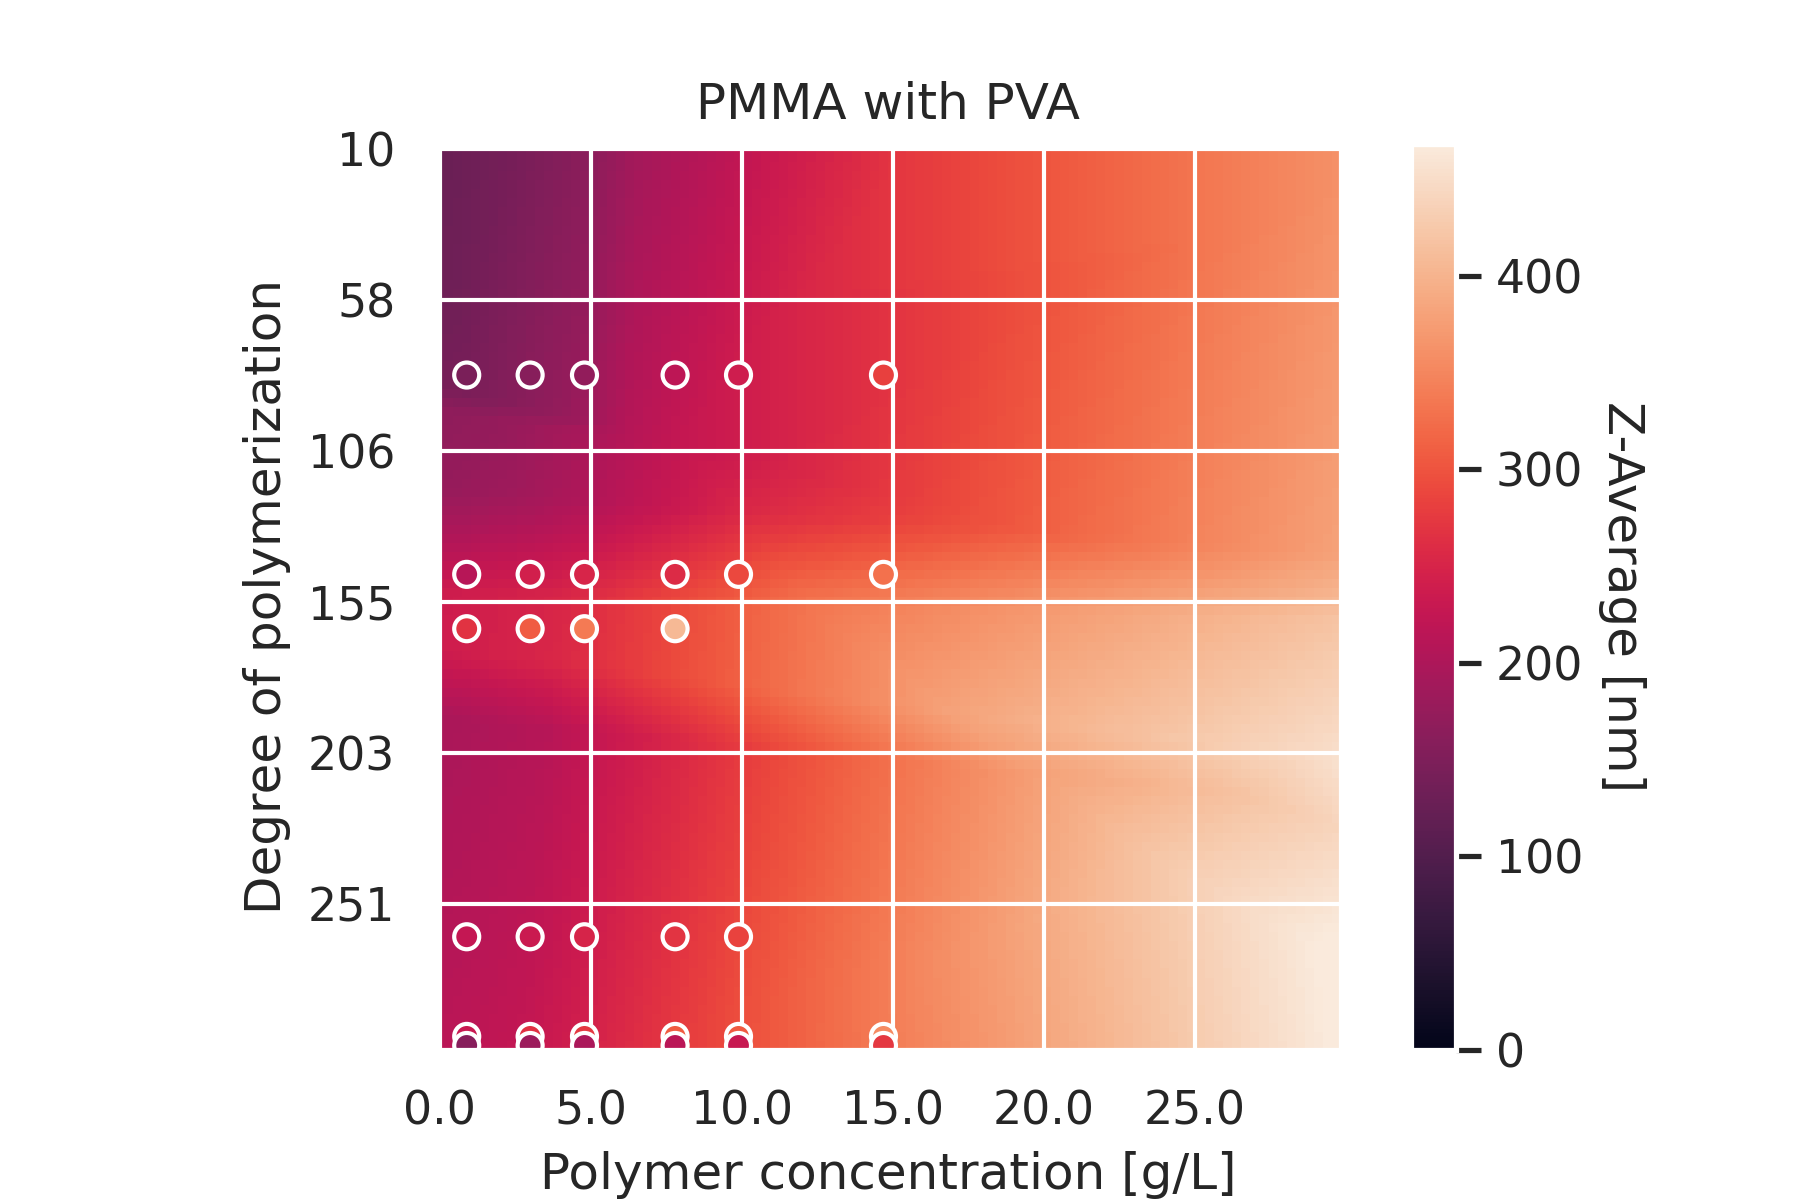 PMMA with PVA
Degree of polymerization
10
58
106
155
203
251
0.0 5.0 10.0 15.0 20.0 25.0
Polymer concentration [g/L]
400
300
200
100
0
Z-Average [nm]